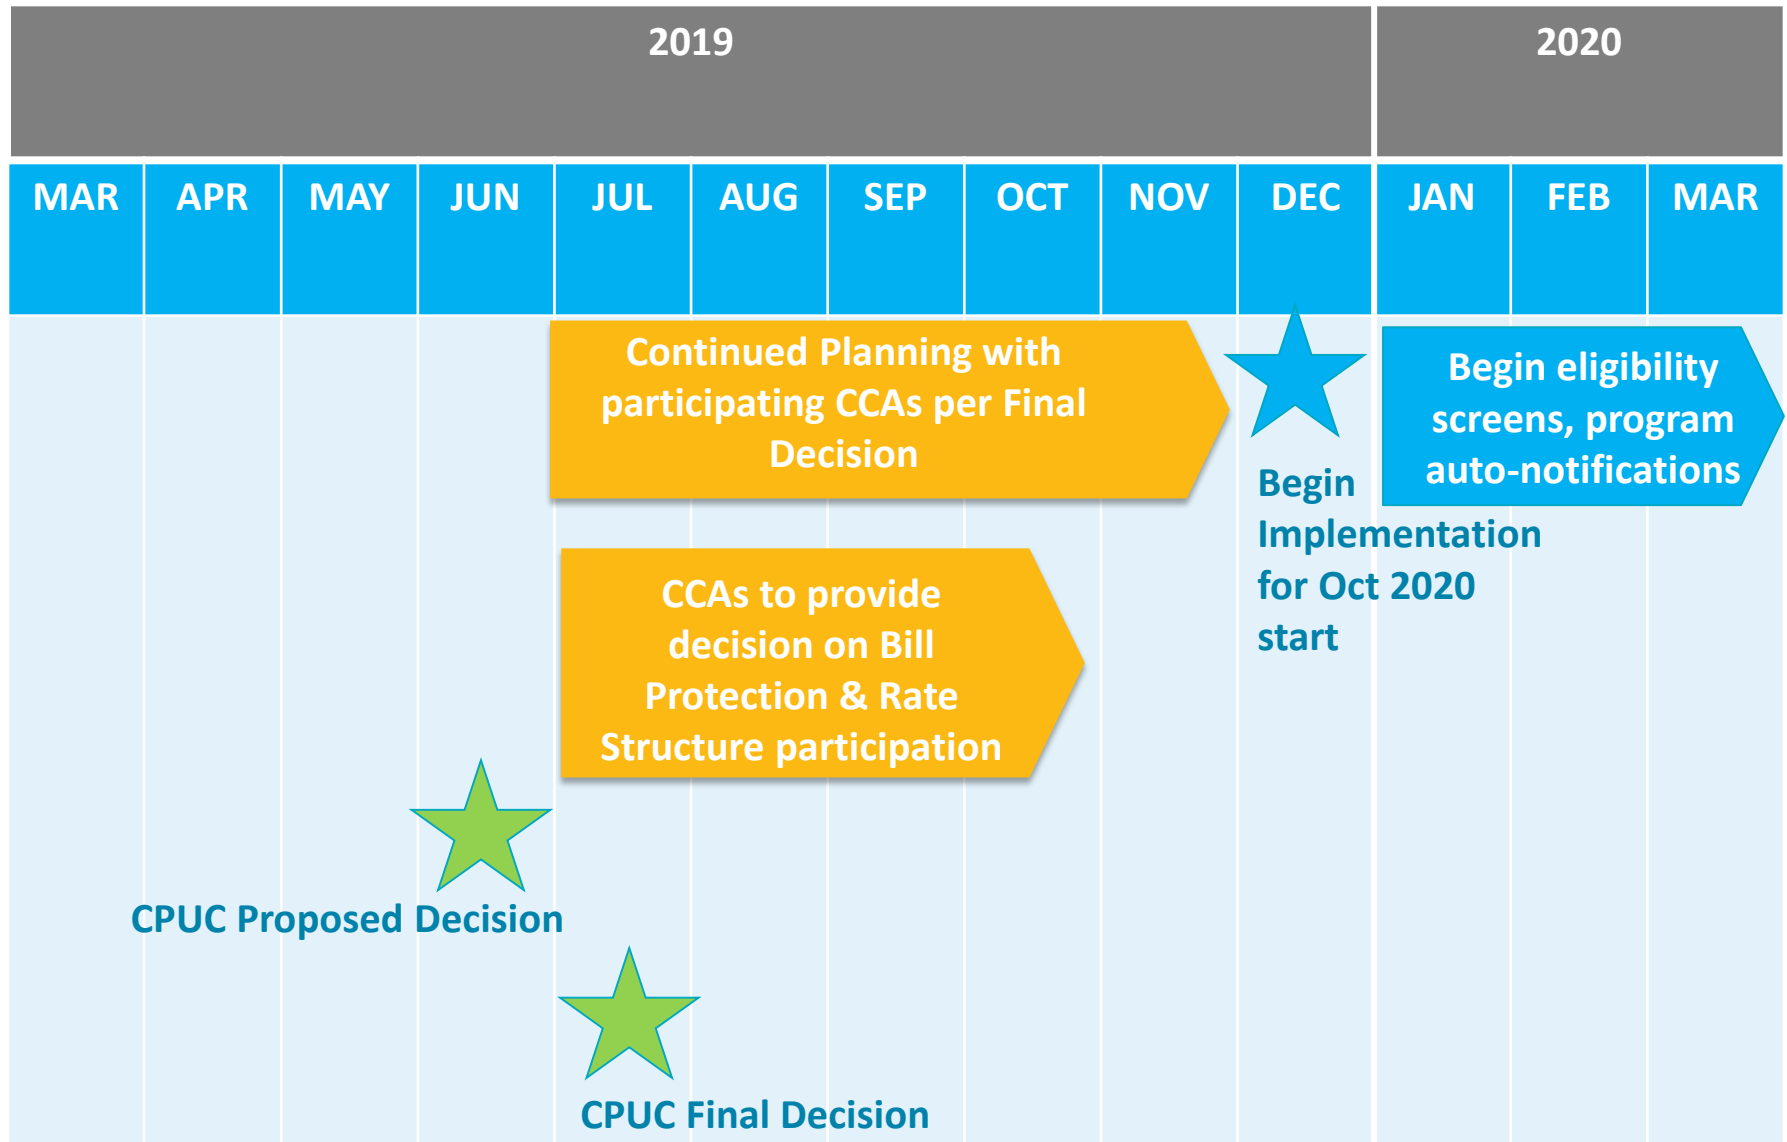 2019
2020
MAR APR MAY JUN JUL AUG SEP OCT NOV DEC JAN FEB MAR
Continued Planning with
participating CCAs per Final
Decision
Begin eligibility
screens, program
auto-notifications
Begin
Implementation
for Oct 2020
start
CCAs to provide
decision on Bill
Protection & Rate
Structure participation
CPUC Proposed Decision
CPUC Final Decision